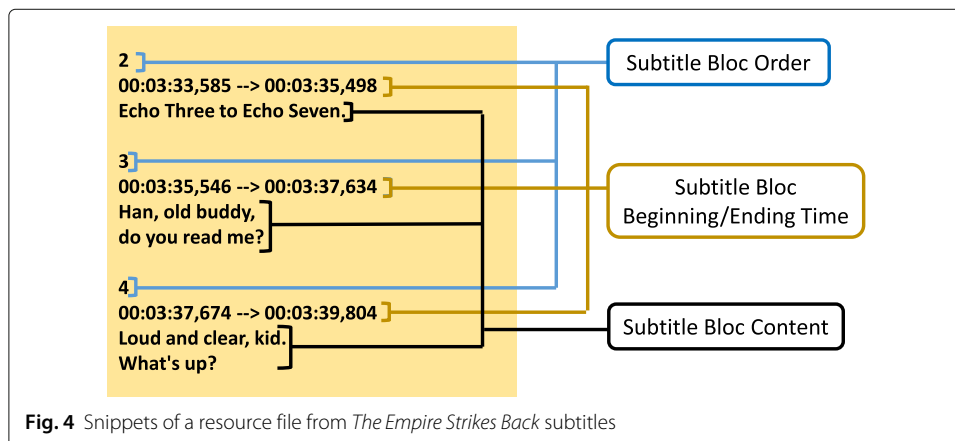 2
00:03:33,585 --> 00:03:35,498
Echo Three to Echo Seven.
3
00:03:35,546 --> 00:03:37,634
Han, old buddy,
do you read me?
4
00:03:37,674 --> 00:03:39,804
Loud and clear, kid.
What's up?
Subtitle Bloc Order
Subtitle Bloc
Beginning/Ending Time
Subtitle Bloc Content
Fig. 4 Snippets of a resource file from The Empire Strikes Back subtitles